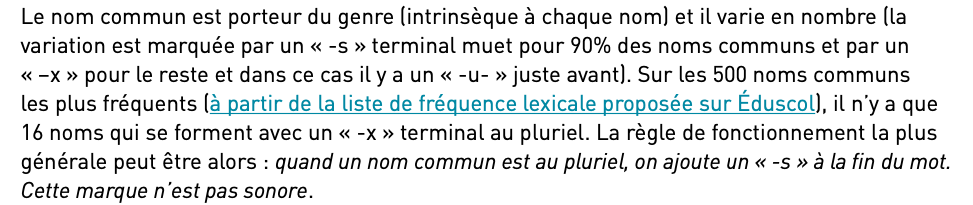 Le nom commun est porteur du genre (intrinsèque à chaque nom) et il varie en nombre (la
variation est marquée par un « -s » terminal muet pour 90% des noms communs et par un
« –x » pour le reste et dans ce cas il y a un « -u- » juste avant). Sur les 500 noms communs
les plus fréquents (à partir de la liste de fréquence lexicale proposée sur Éduscol), il n’y a que
16 noms qui se forment avec un « -x » terminal au pluriel. La règle de fonctionnement la plus
générale peut être alors : quand un nom commun est au pluriel, on ajoute un « -s » à la fin du mot.
Cette marque n’est pas sonore.